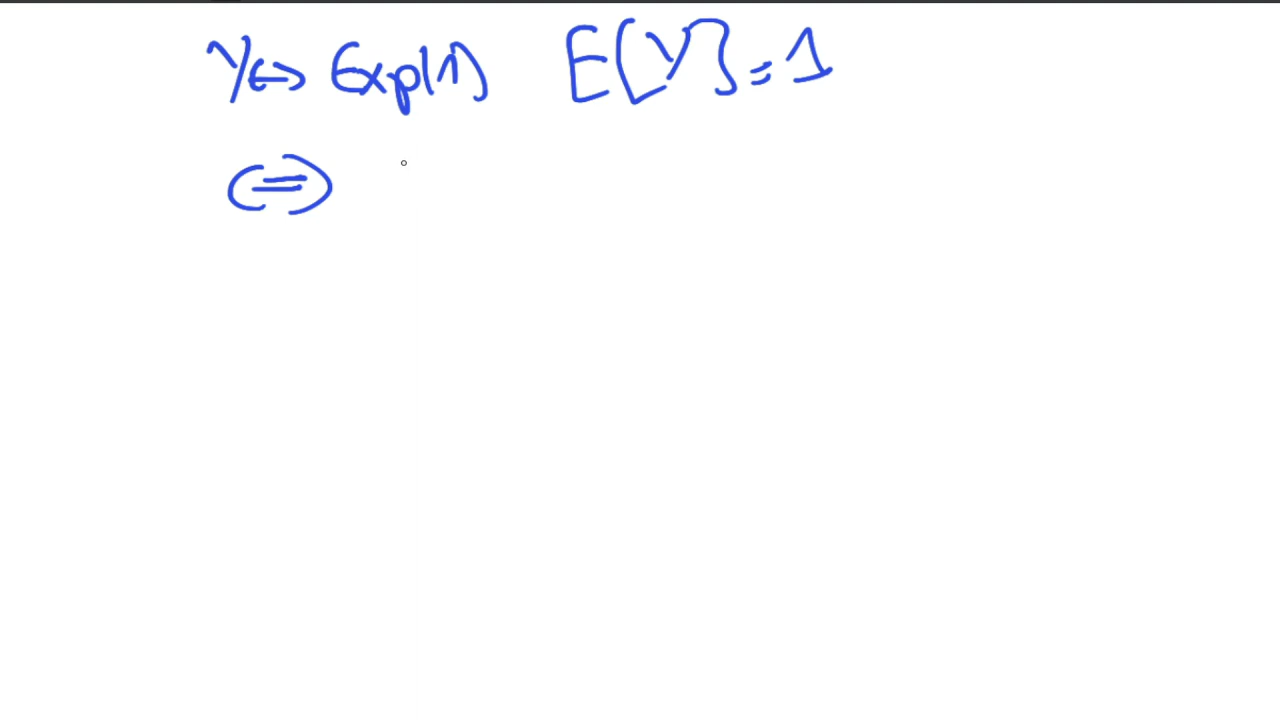 Y ↔ Exp(1) E[Y] = 1
⇔